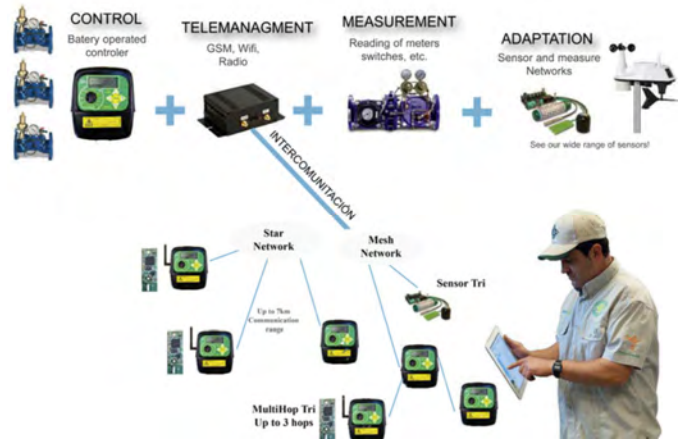 CONTROL
Batery operated
controler
TELEMANAGMENT
GSM, Wifi,
Radio
MEASUREMENT
Reading of meters
switches, etc.
ADAPTATION
Sensor and measure
Networks
See our wide range of sensors!
INTERCOMUNITACIÓN
Star
Network
Mesh
Network
Sensor Tri
Up to 7km
Communication
range
MultiHop Tri
Up to 3 hops